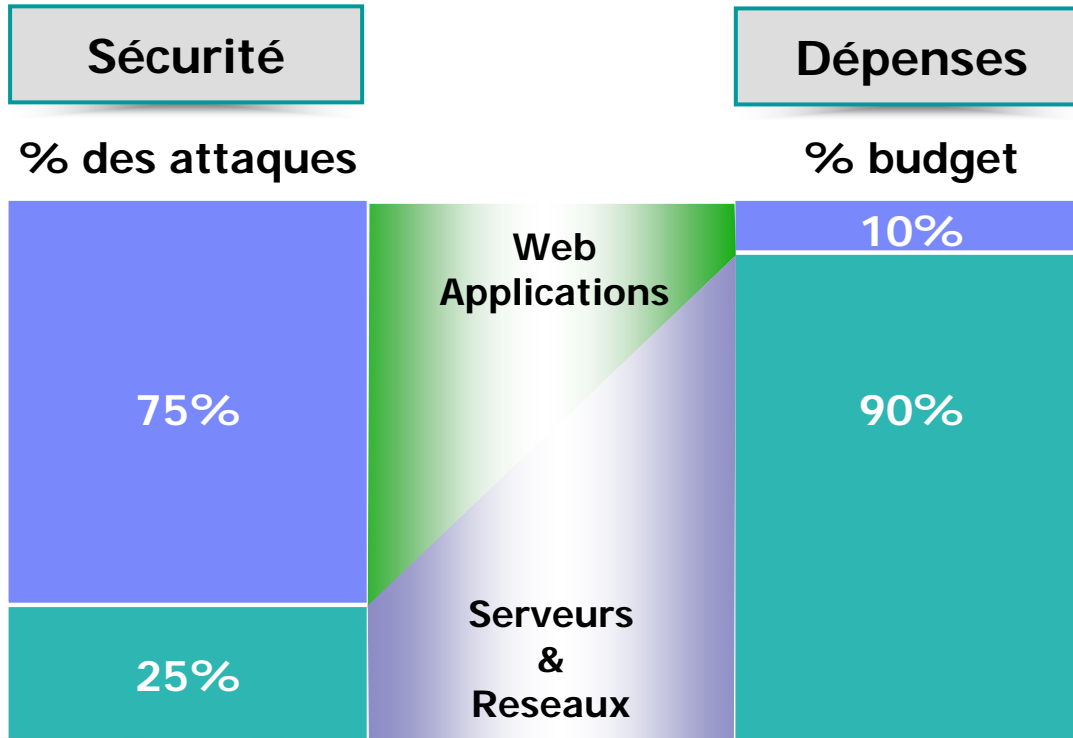 Sécurité
Dépenses
% des attaques
% budget
10%
Web
Applications
75%
90%
Serveurs
&
Reseaux
25%